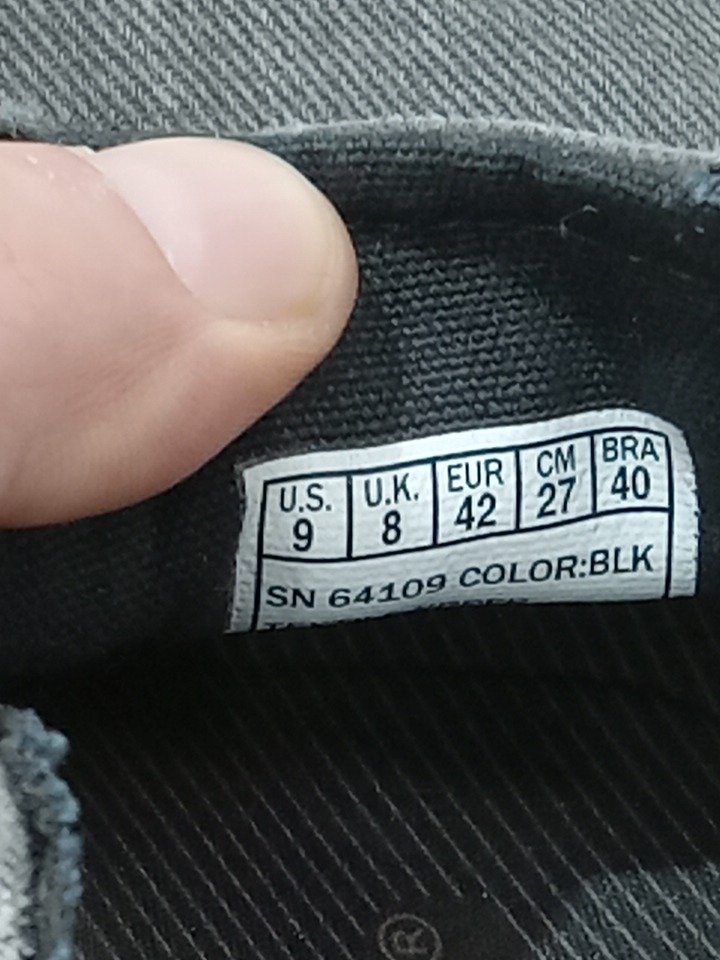 U.S. U.K. EUR CM BRA
9 8 42 27 40
SN 64109 COLOR:BLK
®